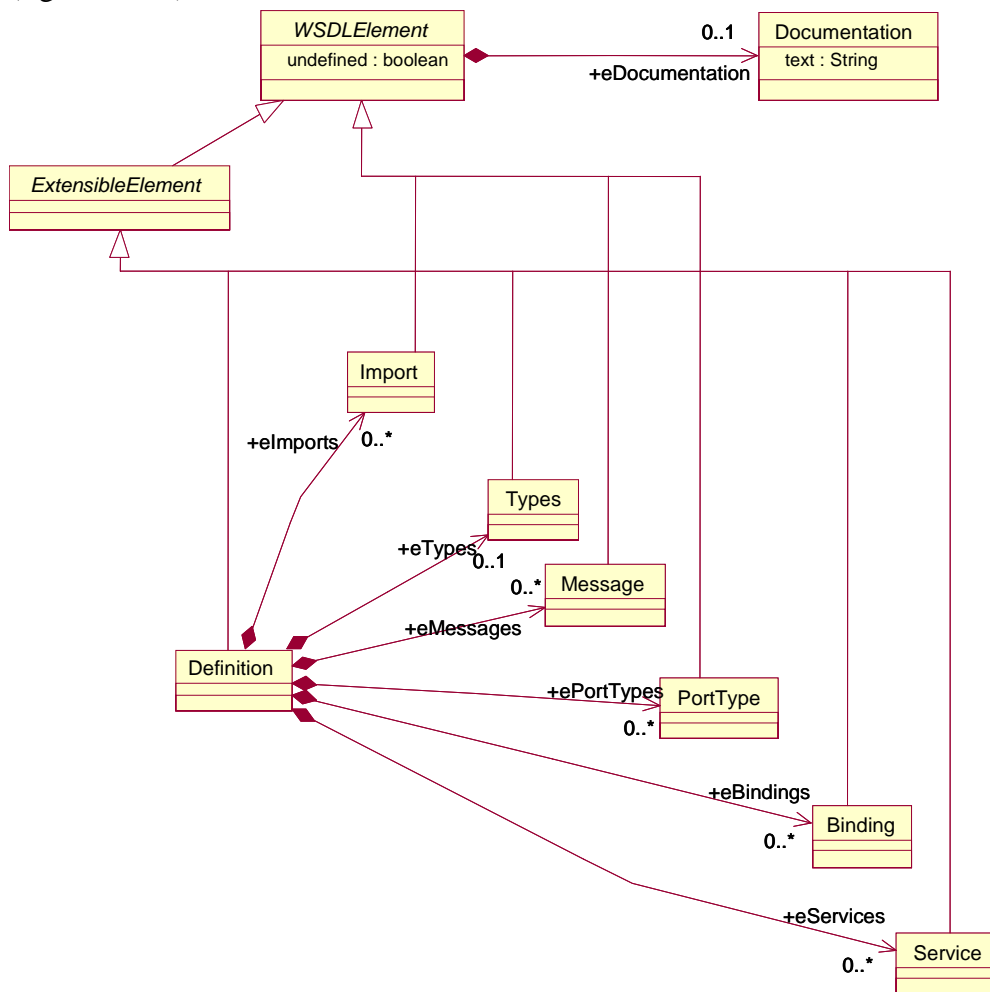 WSDLElement
undefined : boolean
0..1
+eDocumentation
Documentation
text : String
ExtensibleElement
Import
+eImports
0..*
Types
+eTypes
0..1
0..*
Message
+eMessages
Definition
+ePortTypes
PortType
0..*
+eBindings
Binding
0..*
+eServices
Service
0..*